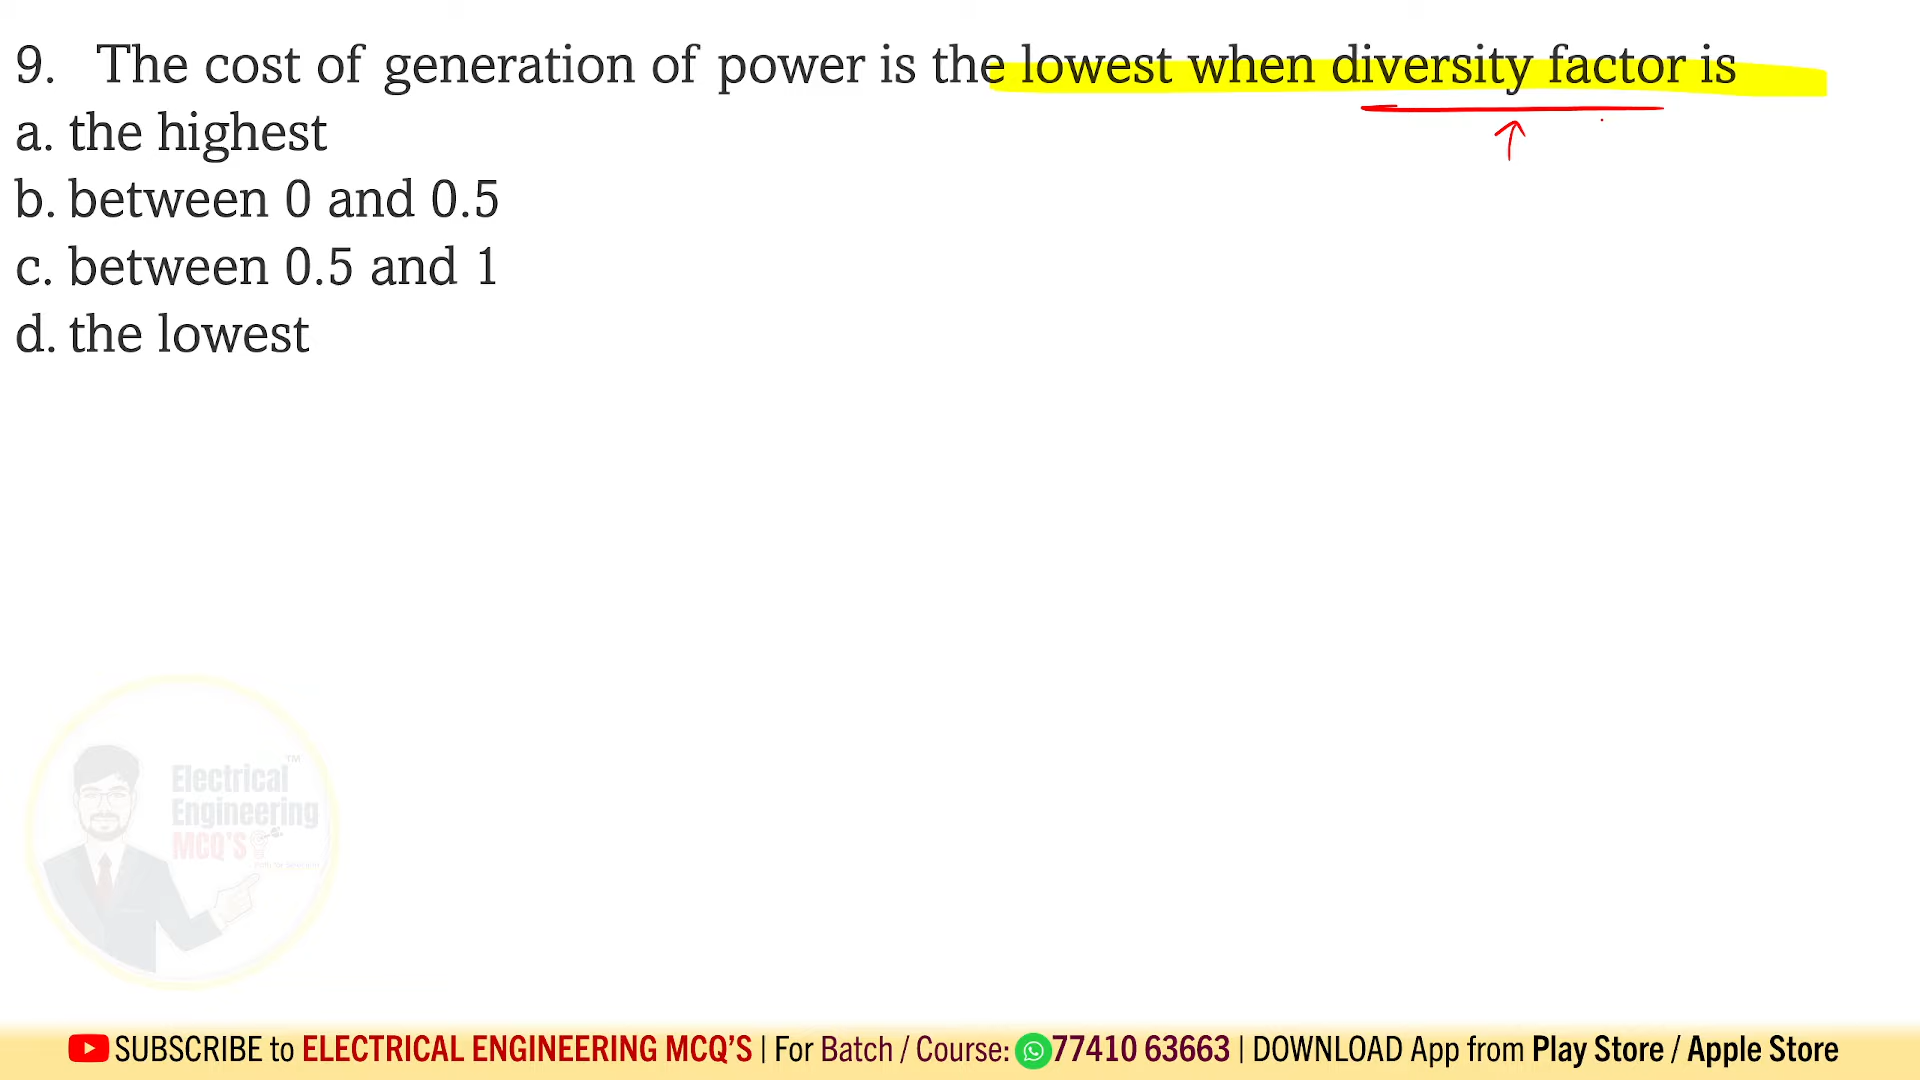 9. The cost of generation of power is the lowest when diversity factor is
a. the highest
b. between 0 and 0.5
c. between 0.5 and 1
d. the lowest
Electrical™
Engineering
MCQ'S
SUBSCRIBE to ELECTRICAL ENGINEERING MCQ'S | For Batch / Course: 77410 63663 | DOWNLOAD App from Play Store / Apple Store